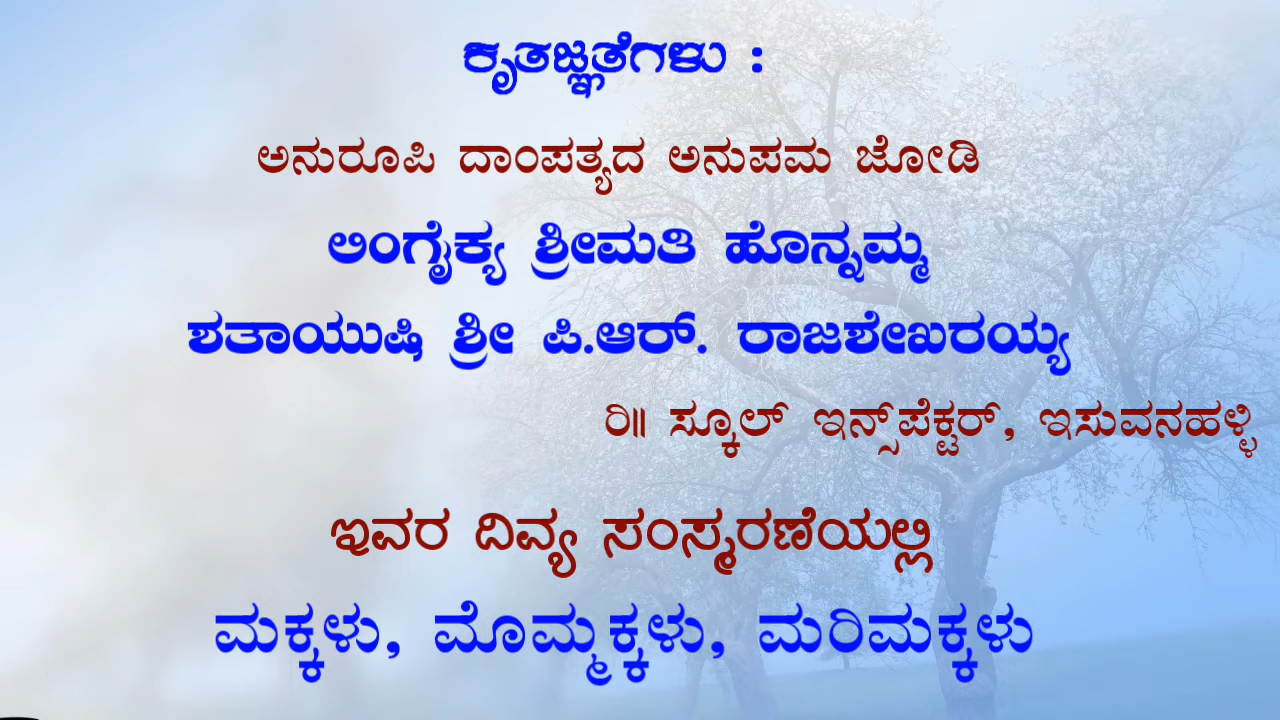 ಕೃತಜ್ಞತೆಗಳು :
ಅನುರೂಪಿ ದಾಂಪತ್ಯದ ಅನುಪಮ ಜೋಡಿ
ಲಿಂಗೈಕ್ಯ ಶ್ರೀಮತಿ ಹೊನ್ನಮ್ಮ
ಶತಾಯುಷಿ ಶ್ರೀ ಪಿ.ಆರ್. ರಾಜಶೇಖರಯ್ಯ
ರಿ॥ ಸ್ಕೂಲ್ ಇನ್ಸ್‌ಪೆಕ್ಟರ್, ಇಸುವನಹಳ್ಳಿ
ಇವರ ದಿವ್ಯ ಸಂಸ್ಮರಣೆಯಲ್ಲಿ
ಮಕ್ಕಳು, ಮೊಮ್ಮಕ್ಕಳು, ಮರಿಮಕ್ಕಳು